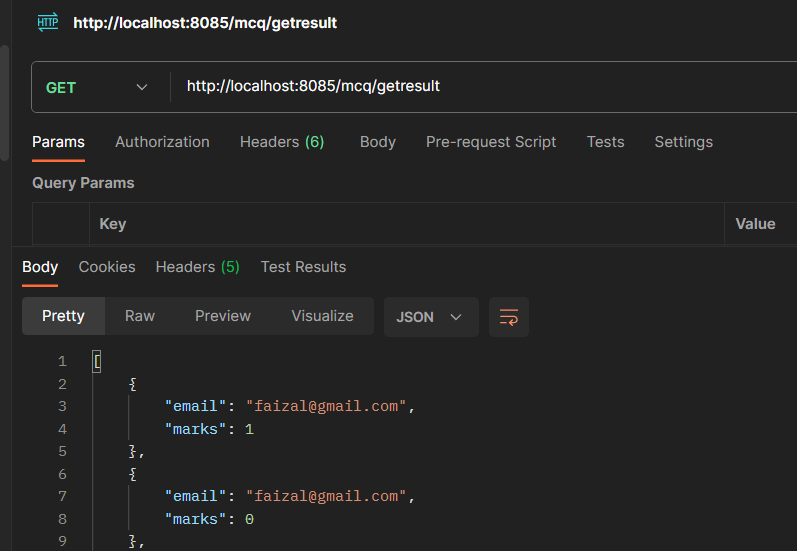 HTTP http://localhost:8085/mcq/getresult
GET http://localhost:8085/mcq/getresult
Params Authorization Headers (6) Body Pre-request Script Tests Settings
Query Params
Key Value
Body Cookies Headers (5) Test Results
Pretty Raw Preview Visualize JSON
1 [
2 {
3 "email": "faizal@gmail.com",
4 "marks": 1
5 },
6 {
7 "email": "faizal@gmail.com",
8 "marks": 0
9 },